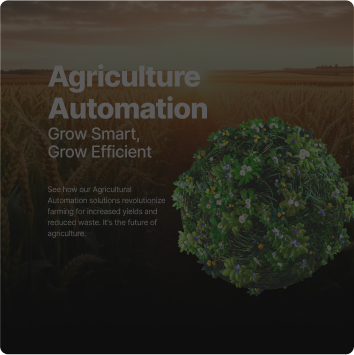 Agriculture
Automation
Grow Smart,
Grow Efficient
See how our Agricultural
Automation solutions revolutionize
farming for increased yields and
reduced waste. It's the future of
agriculture.